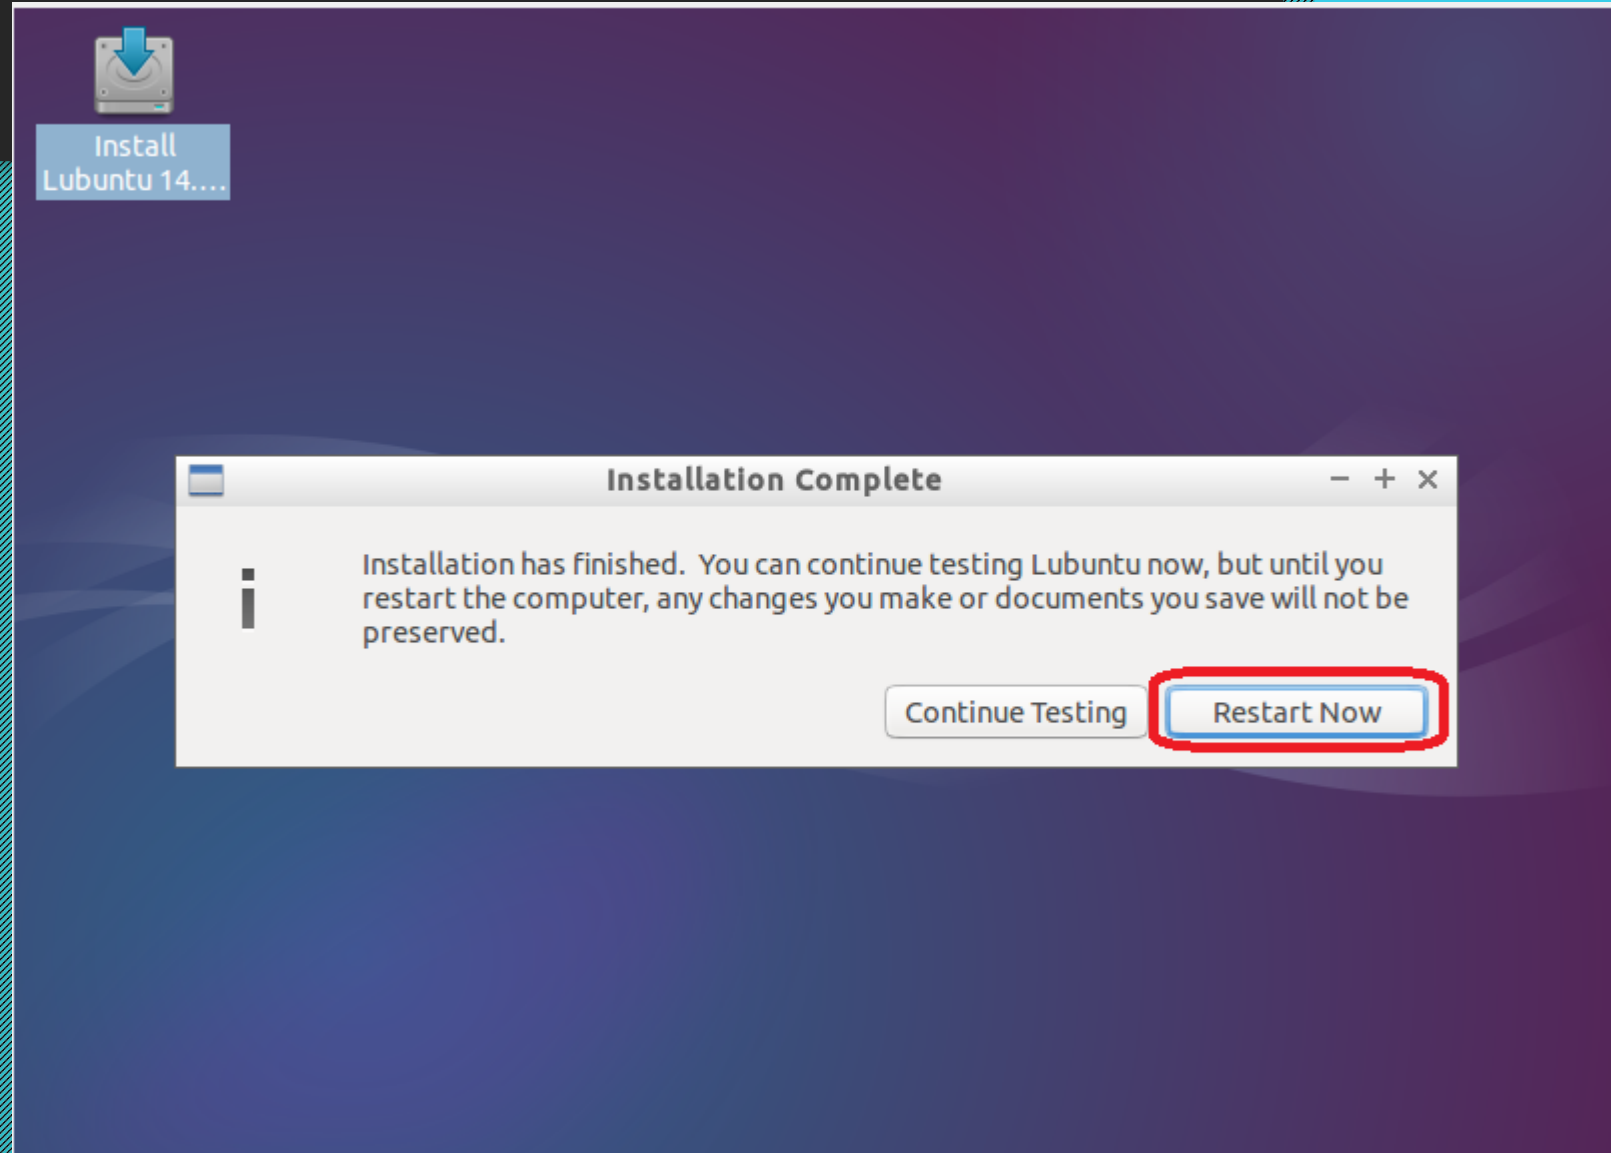 Install
Lubuntu 14....
Installation Complete
Installation has finished.  You can continue testing Lubuntu now, but until you
restart the computer, any changes you make or documents you save will not be
preserved.
Continue Testing
Restart Now